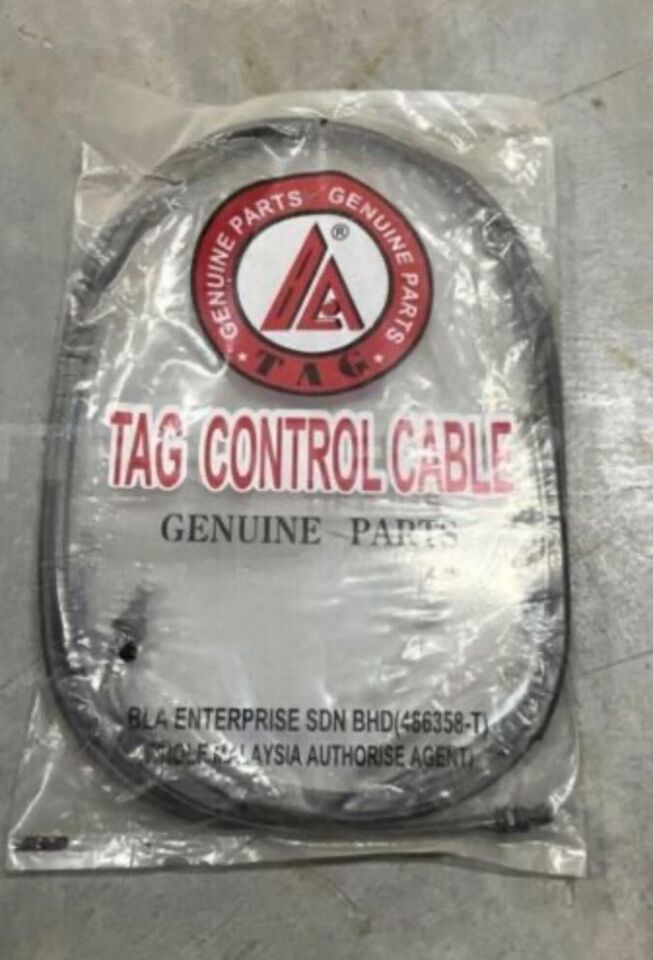 GENUINE PARTS GENUINE PARTS
®
TAG
TAG CONTROL CABLE
GENUINE PARTS
BLA ENTERPRISE SDN BHD(486358-T)
MALAYSIA AUTHORISE AGENT)